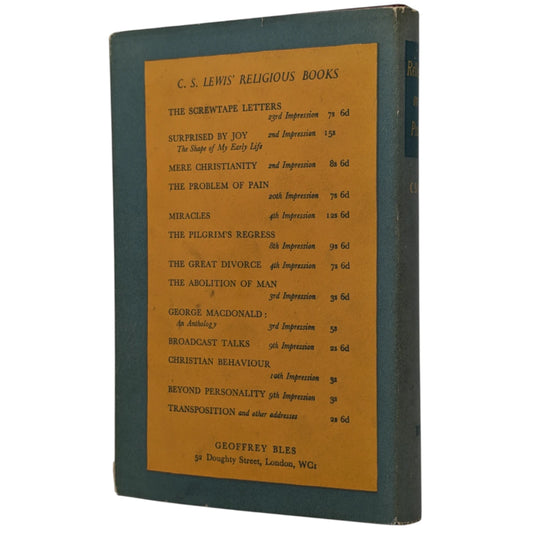 C. S. LEWIS' RELIGIOUS BOOKS
THE SCREWTAPE LETTERS
23rd Impression 7s 6d
SURPRISED BY JOY 2nd Impression 15s
The Shape of My Early Life
MERE CHRISTIANITY 2nd Impression 8s 6d
THE PROBLEM OF PAIN
20th Impression 7s 6d
MIRACLES 4th Impression 12s 6d
THE PILGRIM'S REGRESS
8th Impression 9s 6d
THE GREAT DIVORCE 4th Impression 7s 6d
THE ABOLITION OF MAN
3rd Impression 3s 6d
GEORGE MACDONALD:
An Anthology 3rd Impression 5s
BROADCAST TALKS 9th Impression 2s 6d
CHRISTIAN BEHAVIOUR
10th Impression 3s
BEYOND PERSONALITY 9th Impression 3s
TRANSPOSITION and other addresses
2s 6d
GEOFFREY BLES
52 Doughty Street, London, WC1